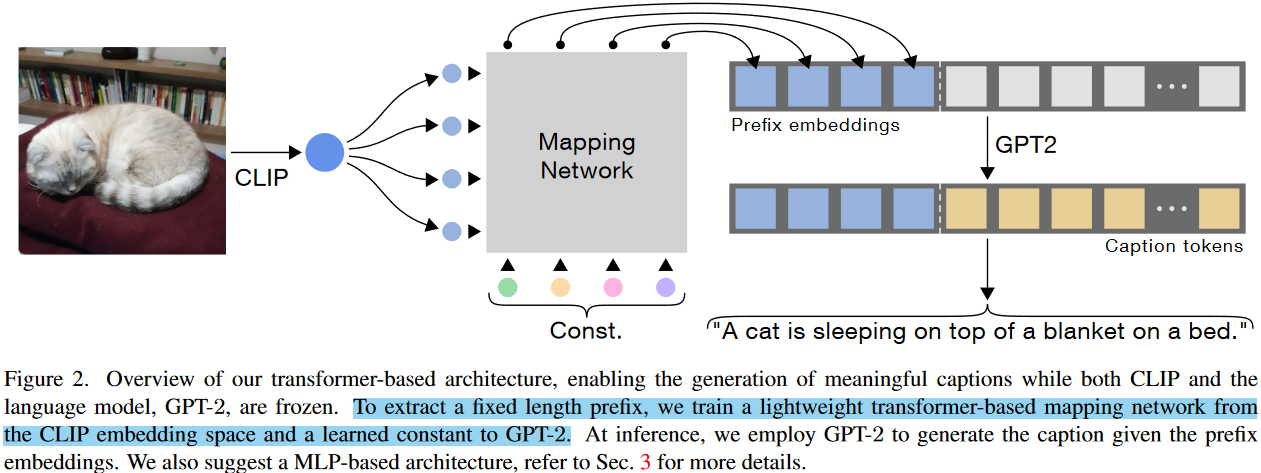 CLIP
Mapping
Network
Const.
Prefix embeddings
GPT2
Caption tokens
"A cat is sleeping on top of a blanket on a bed."
Figure 2. Overview of our transformer-based architecture, enabling the generation of meaningful captions while both CLIP and the
language model, GPT-2, are frozen. To extract a fixed length prefix, we train a lightweight transformer-based mapping network from
the CLIP embedding space and a learned constant to GPT-2. At inference, we employ GPT-2 to generate the caption given the prefix
embeddings. We also suggest a MLP-based architecture, refer to Sec. 3 for more details.